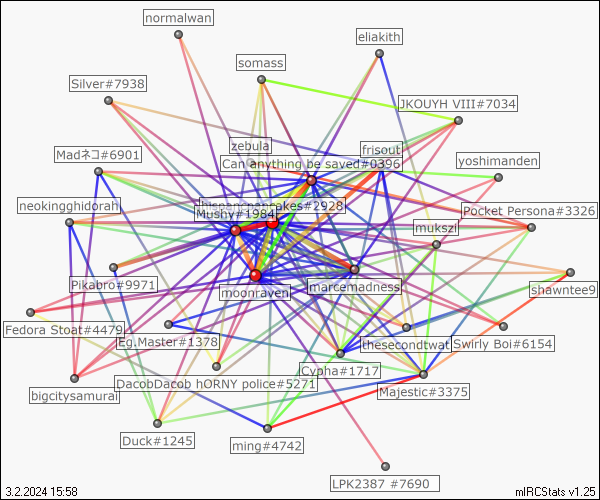 normalwan
eliakith
somass
Silver#7938
JKOUYH VIII#7034
zebula
frisout
Madネコ#6901
Can anything be saved#0396
yoshimanden
neokingghidorah
hispanicpancakes#2928
Mushy#1984
Pocket Persona#3326
mukszi
Pikabro#9971
moonraven
marcemadness
shawntee9
Fedora Stoat#4479
Eg.Master#1378
thesecondtwat
Swirly Boi#6154
Cypha#1717
DacobDacob hORNY police#5271
bigcitysamurai
Majestic#3375
Duck#1245
ming#4742
LPK2387 #7690
3.2.2024 15:58
mIRCStats v1.25